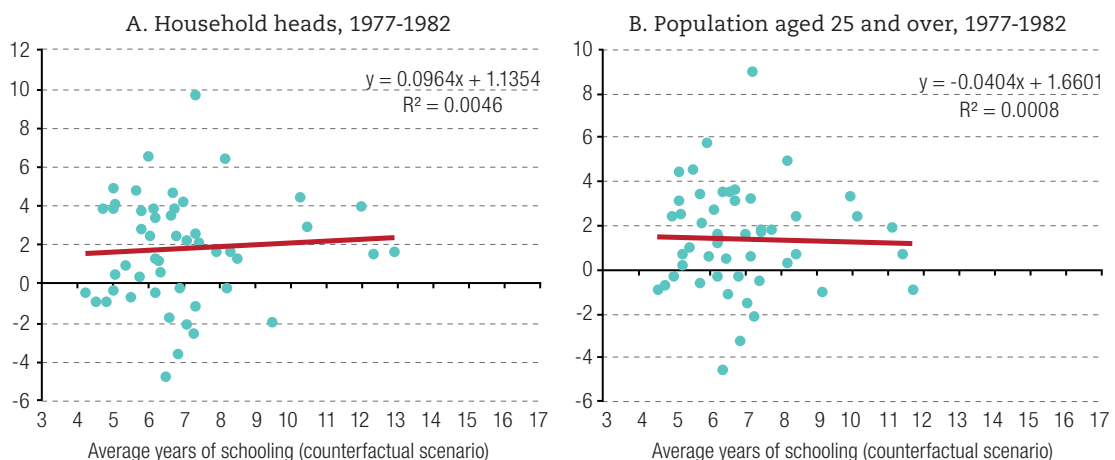 A. Household heads, 1977-1982
12
10
8
6
4
2
0
-2
-4
-6
y = 0.0964x + 1.1354
R² = 0.0046
3 4 5 6 7 8 9 10 11 12 13 14 15 16 17
Average years of schooling (counterfactual scenario)
B. Population aged 25 and over, 1977-1982
10
8
6
4
2
0
-2
-4
-6
y = -0.0404x + 1.6601
R² = 0.0008
3 4 5 6 7 8 9 10 11 12 13 14 15 16 17
Average years of schooling (counterfactual scenario)